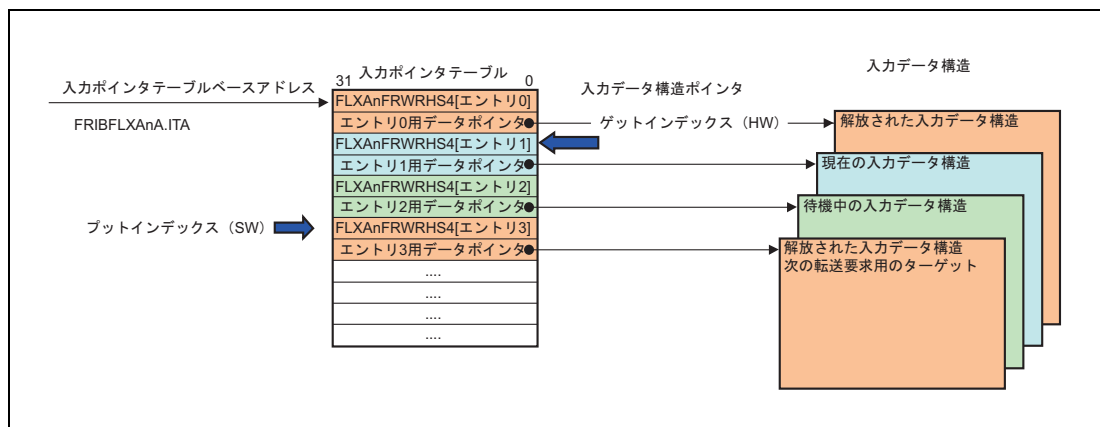 入力データ構造
31 入力ポインタテーブル 0
入力ポインタテーブルベースアドレス
入力データ構造ポインタ
FRIBFLXAnA.ITA
FLXAnFRWRHS4[エントリ0]
エントリ0用データポインタ
ゲットインデックス（HW）
解放された入力データ構造
FLXAnFRWRHS4[エントリ1]
エントリ1用データポインタ
現在の入力データ構造
FLXAnFRWRHS4[エントリ2]
エントリ2用データポインタ
待機中の入力データ構造
プットインデックス（SW）
FLXAnFRWRHS4[エントリ3]
エントリ3用データポインタ
解放された入力データ構造
次の転送要求用のターゲット
....
....
....
....